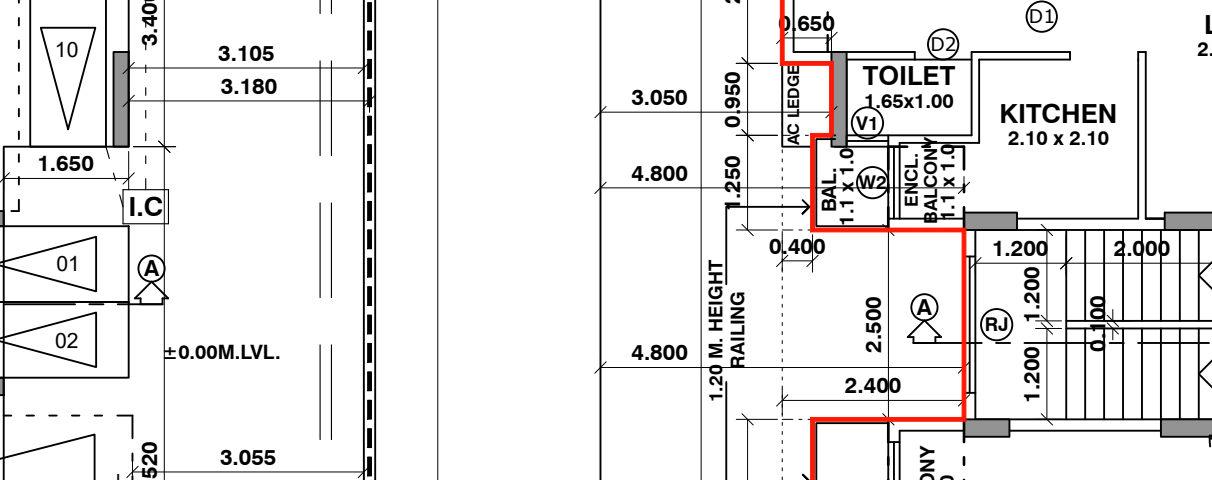 10
3.40
3.105
3.180
1.650
I.C
01
A
02
±0.00M.LVL.
520
3.055
0.650
D1
D2
TOILET
1.65x1.00
3.050
0.950
AC LEDGE
V1
KITCHEN
2.10 x 2.10
4.800
1.250
BAL.
1.1 x 1.0
W2
ENCL.
BALCONY
1.1 x 1.0
0.400
1.200
2.000
1.20 M. HEIGHT
RAILING
2.500
A
RJ
1.200
0.100
4.800
2.400
1.200
ONY